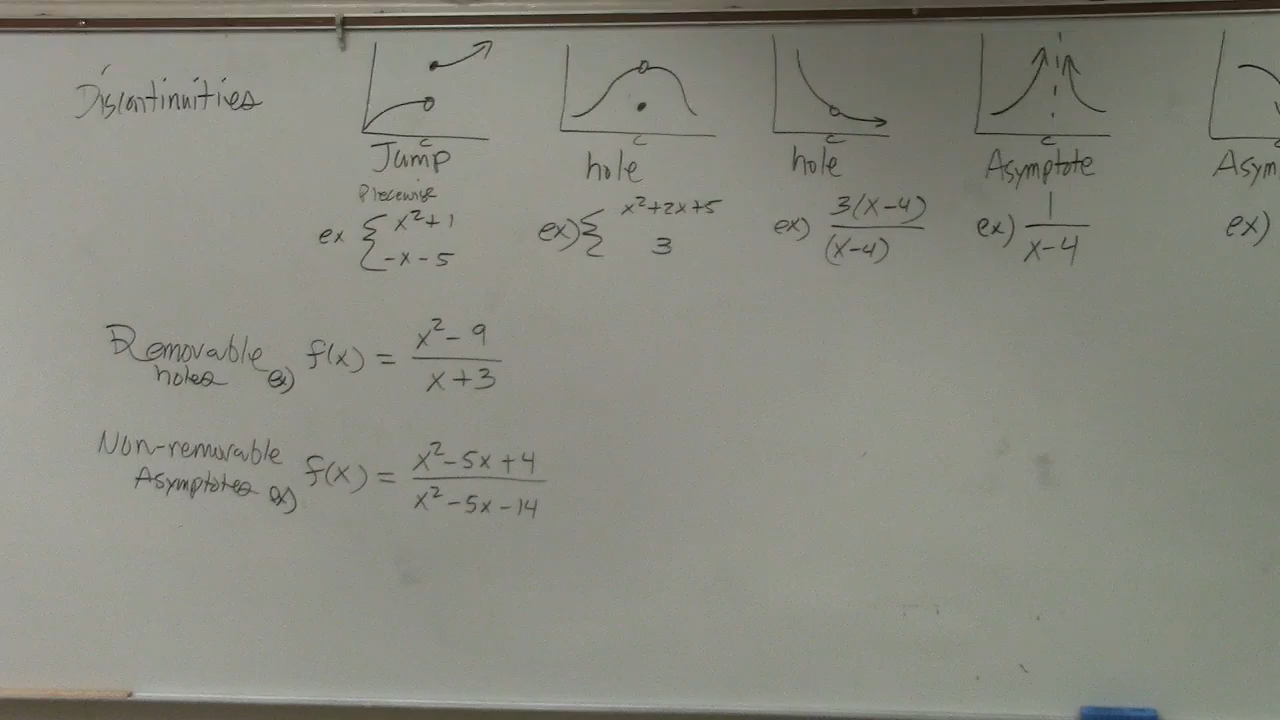 Discontinuities
c
Jump
Piecewise
ex { x²+1
-x-5
c
hole
ex) { x²+2x+5
3
c
hole
ex) 3(x-4)
(x-4)
c
Asymptote
ex) 1
x-4
c
Asym
ex)
Removable
holes ex) f(x) = x²-9
x+3
Non-removable
Asymptotes ex) f(x) = x²-5x+4
x²-5x-14